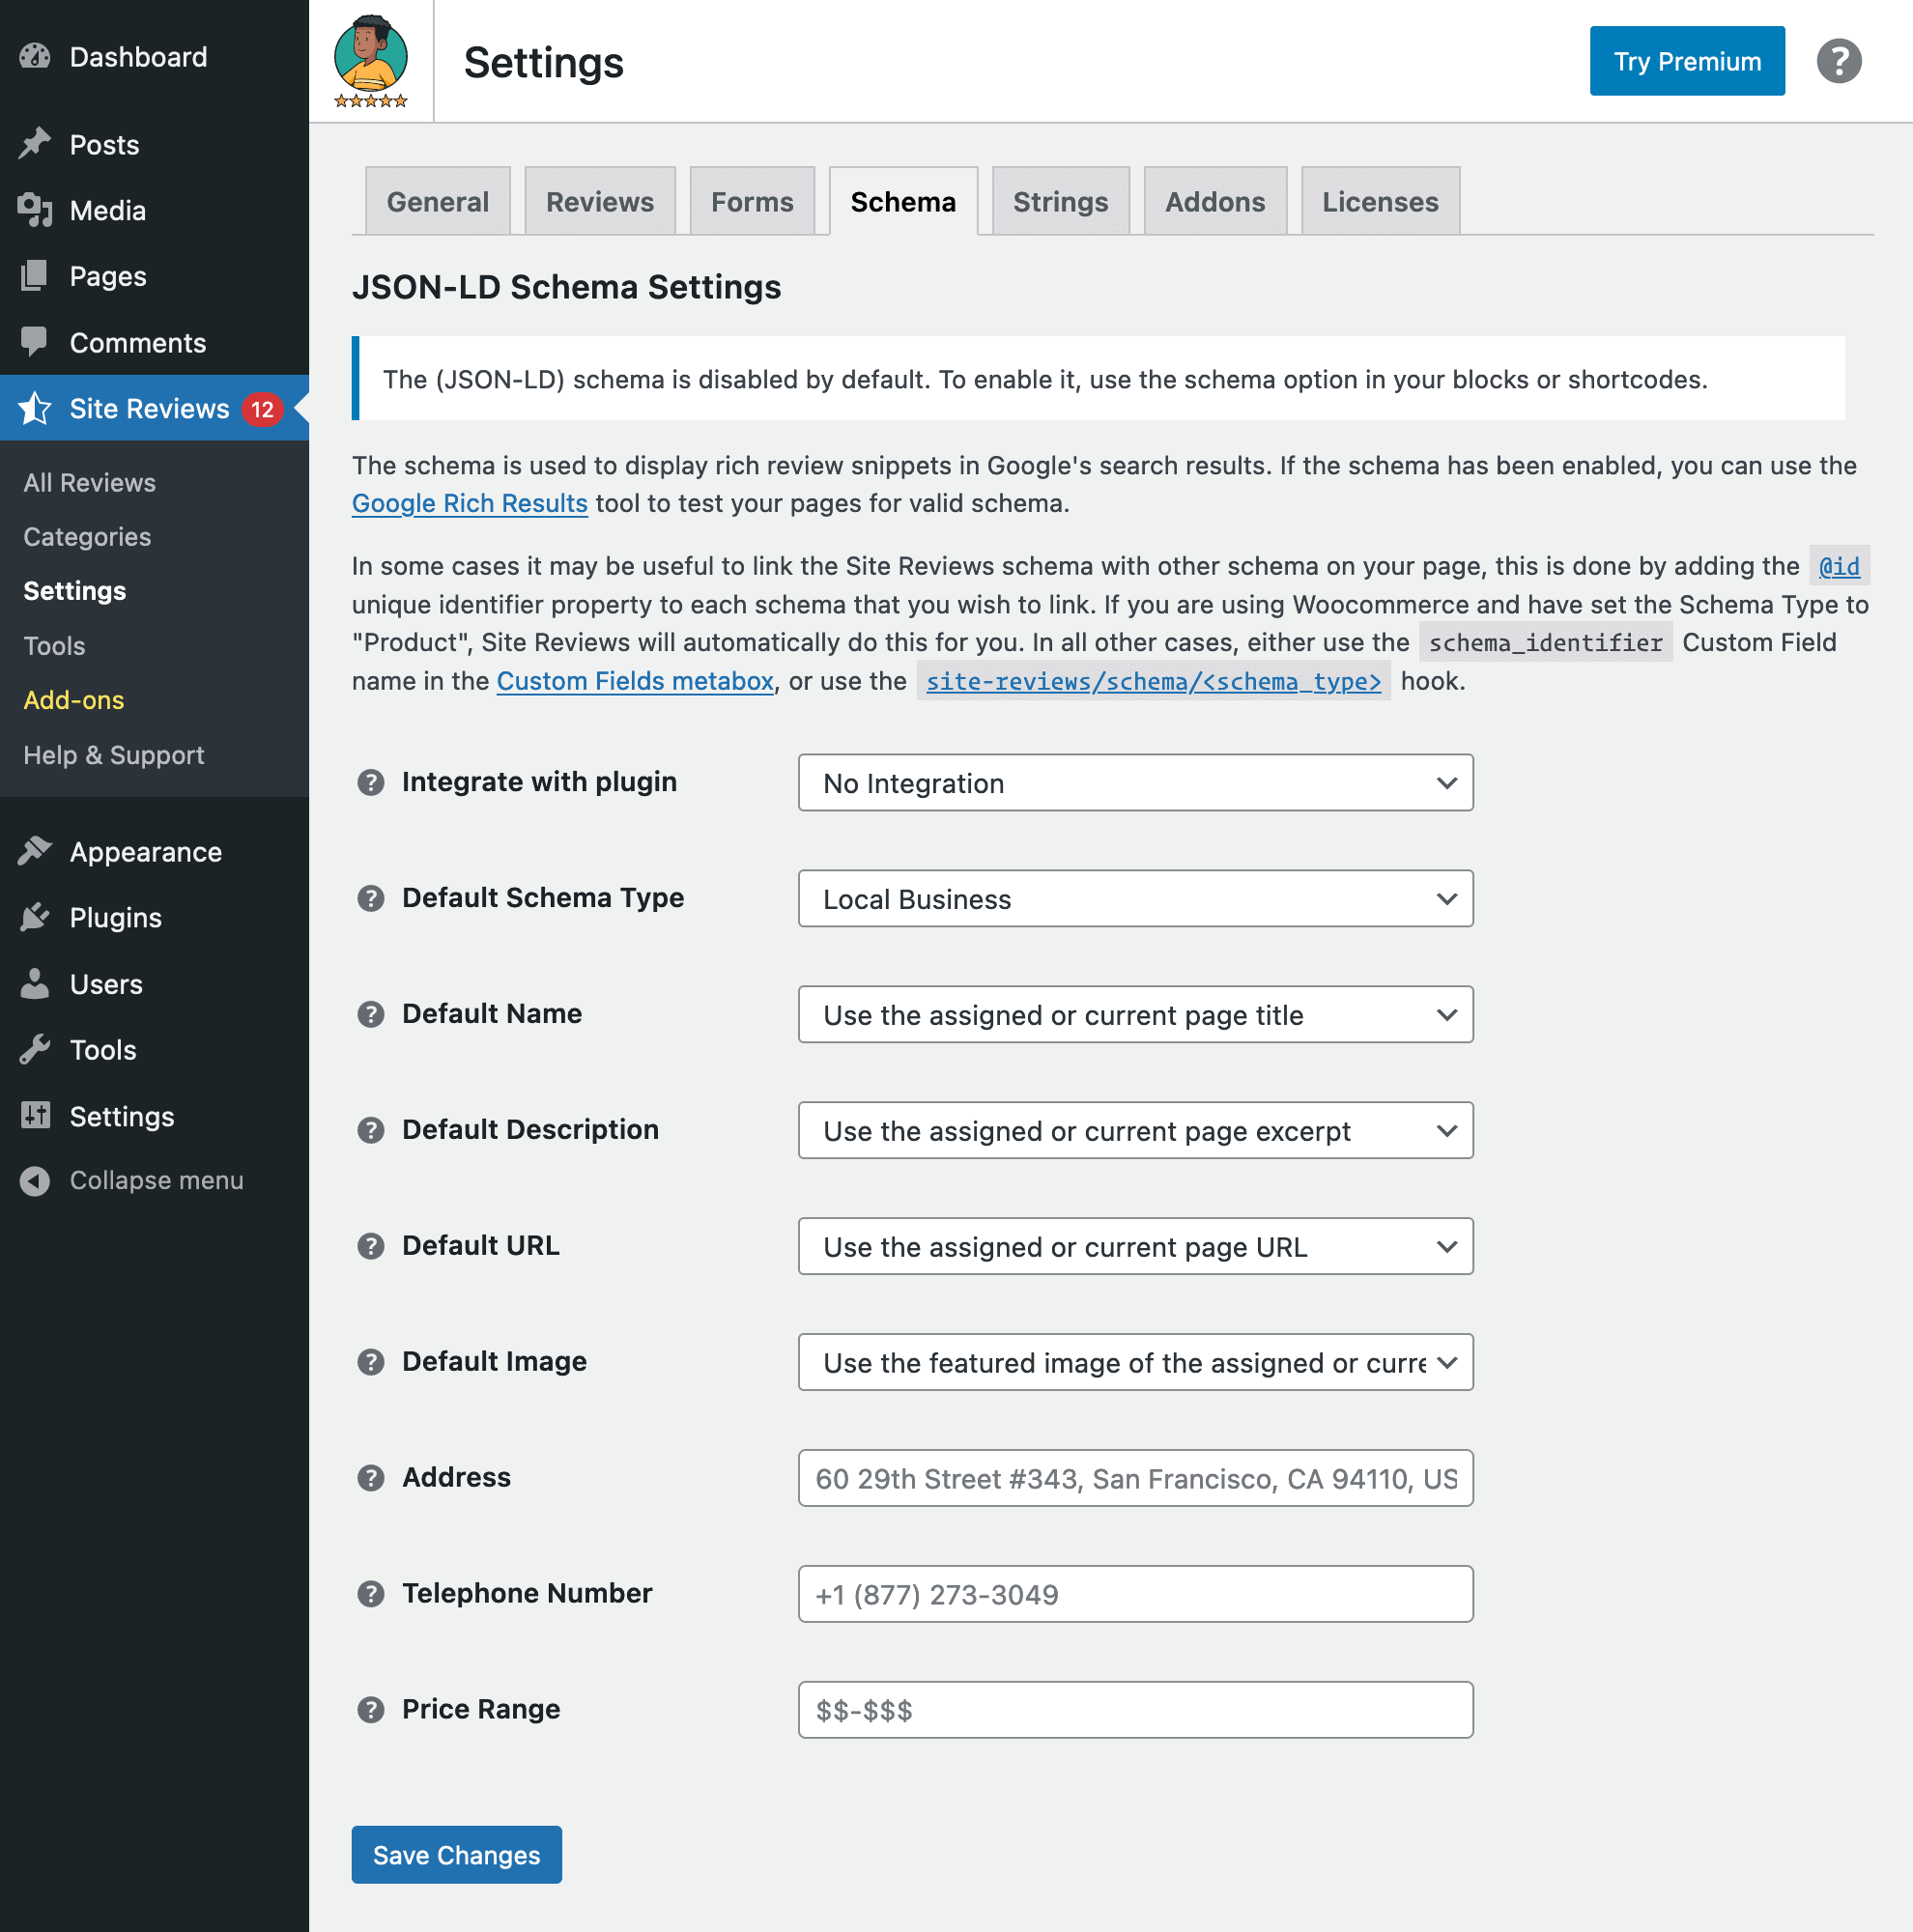 Dashboard
Posts
Media
Pages
Comments
Site Reviews 12
All Reviews
Categories
Settings
Tools
Add-ons
Help & Support
Appearance
Plugins
Users
Tools
Settings
Collapse menu
Settings
Try Premium
?
General
Reviews
Forms
Schema
Strings
Addons
Licenses
JSON-LD Schema Settings
The (JSON-LD) schema is disabled by default. To enable it, use the schema option in your blocks or shortcodes.
The schema is used to display rich review snippets in Google's search results. If the schema has been enabled, you can use the
Google Rich Results tool to test your pages for valid schema.
In some cases it may be useful to link the Site Reviews schema with other schema on your page, this is done by adding the @id
unique identifier property to each schema that you wish to link. If you are using Woocommerce and have set the Schema Type to
"Product", Site Reviews will automatically do this for you. In all other cases, either use the schema_identifier Custom Field
name in the Custom Fields metabox, or use the site-reviews/schema/<schema_type> hook.
? Integrate with plugin
No Integration
? Default Schema Type
Local Business
? Default Name
Use the assigned or current page title
? Default Description
Use the assigned or current page excerpt
? Default URL
Use the assigned or current page URL
? Default Image
Use the featured image of the assigned or curre
? Address
60 29th Street #343, San Francisco, CA 94110, US
? Telephone Number
+1 (877) 273-3049
? Price Range
$$-$$$
Save Changes